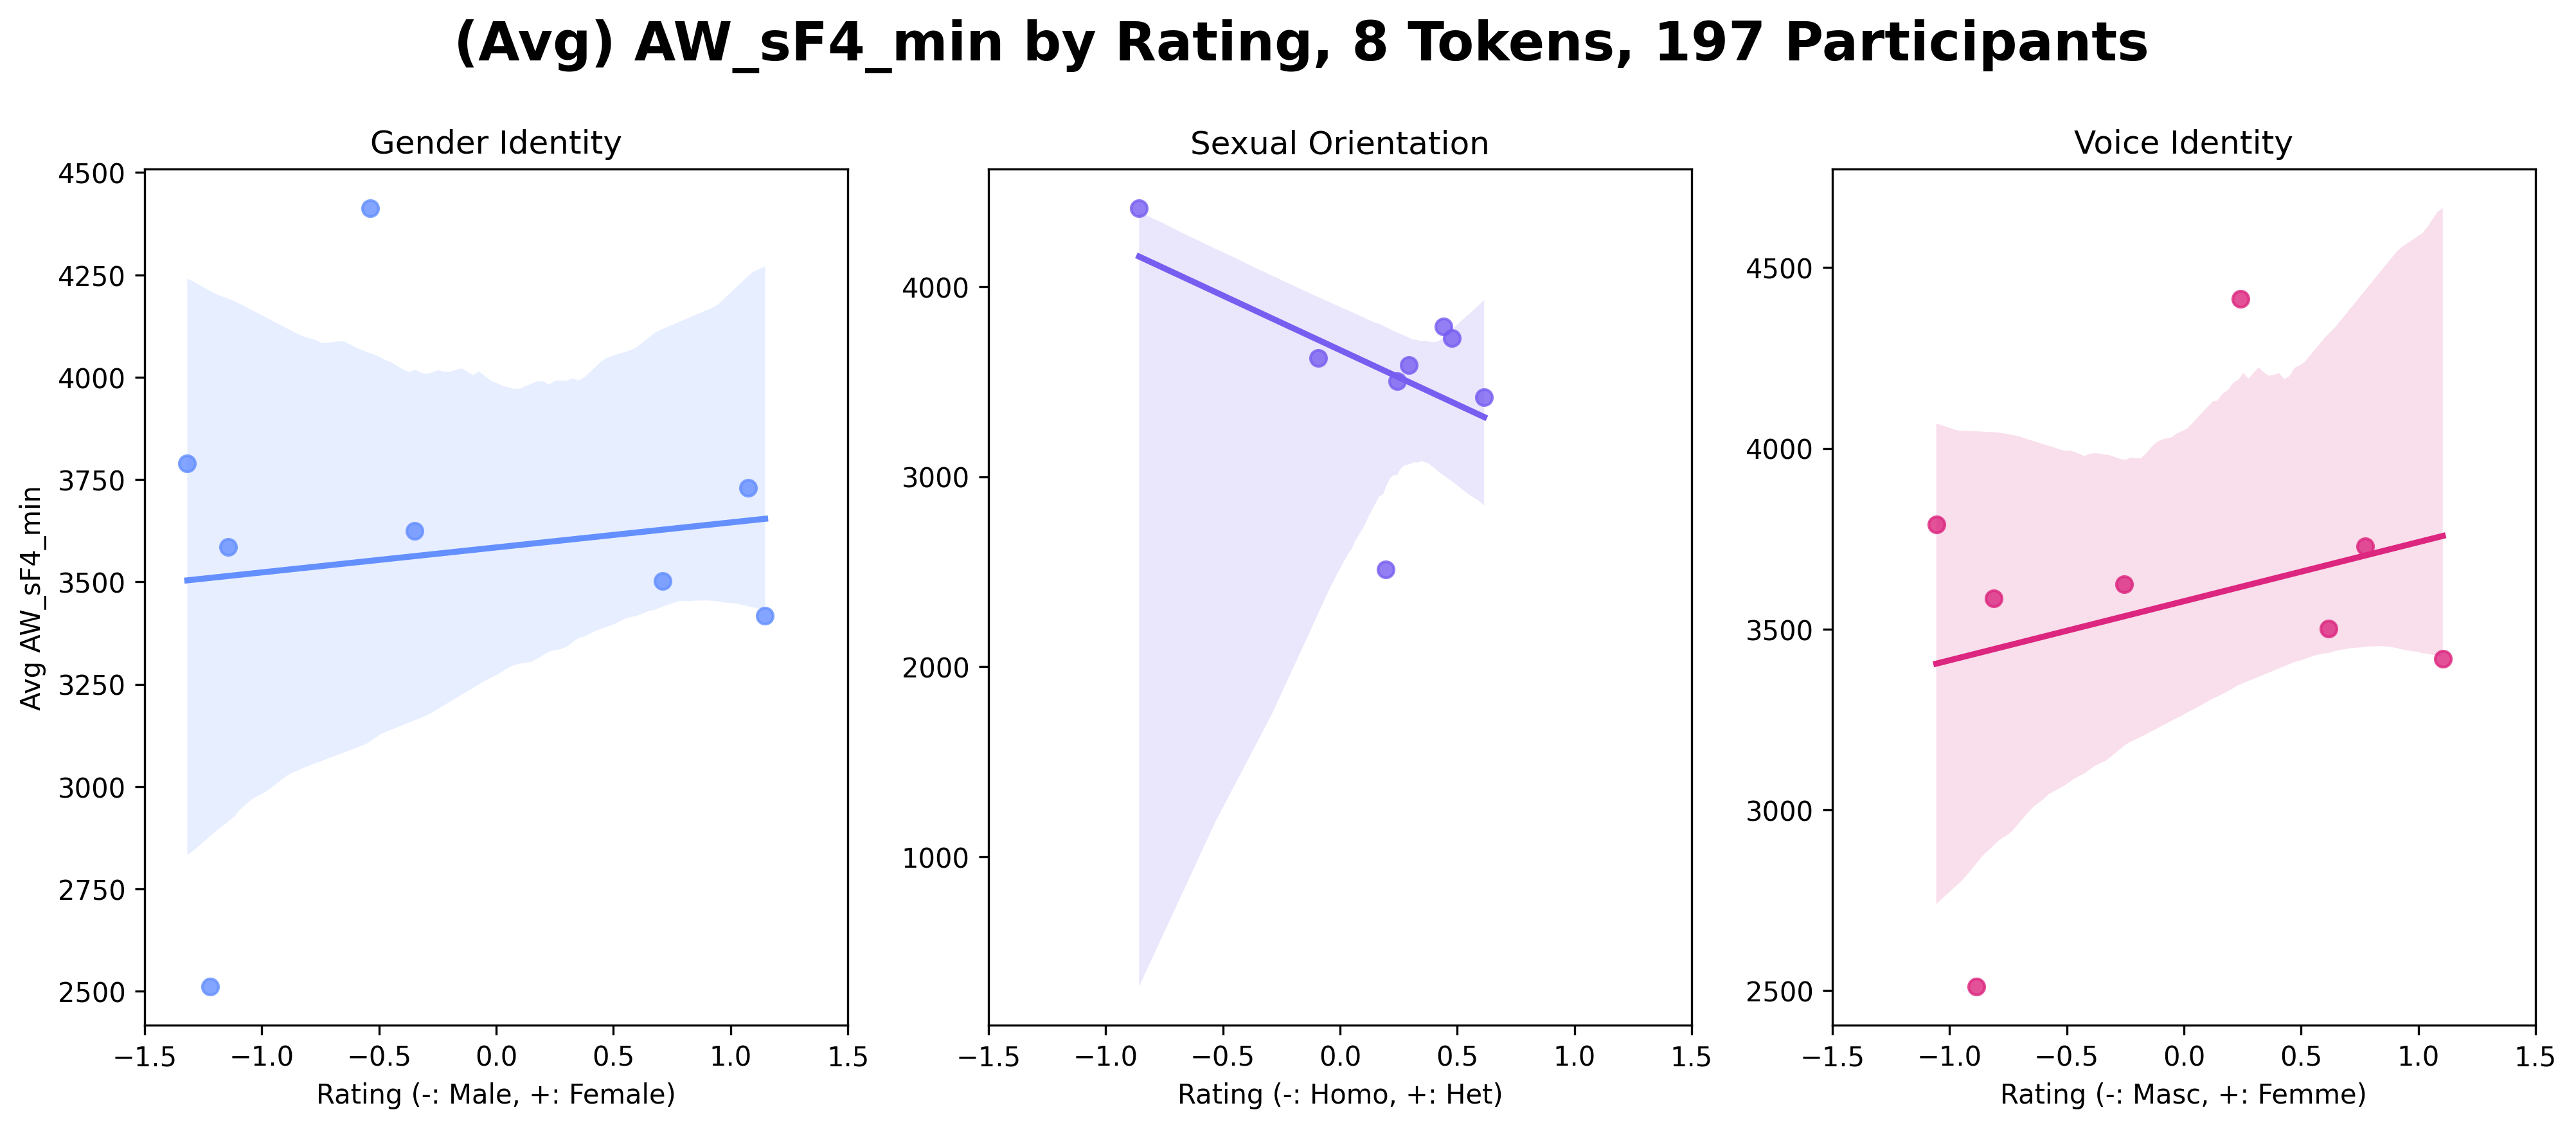 (Avg) AW_sF4_min by Rating, 8 Tokens, 197 Participants
Gender Identity
Sexual Orientation
Voice Identity
Avg AW_sF4_min
4500
4250
4000
3750
3500
3250
3000
2750
2500
−1.5 −1.0 −0.5 0.0 0.5 1.0 1.5
Rating (-: Male, +: Female)
4000
3000
2000
1000
−1.5 −1.0 −0.5 0.0 0.5 1.0 1.5
Rating (-: Homo, +: Het)
4500
4000
3500
3000
2500
−1.5 −1.0 −0.5 0.0 0.5 1.0 1.5
Rating (-: Masc, +: Femme)